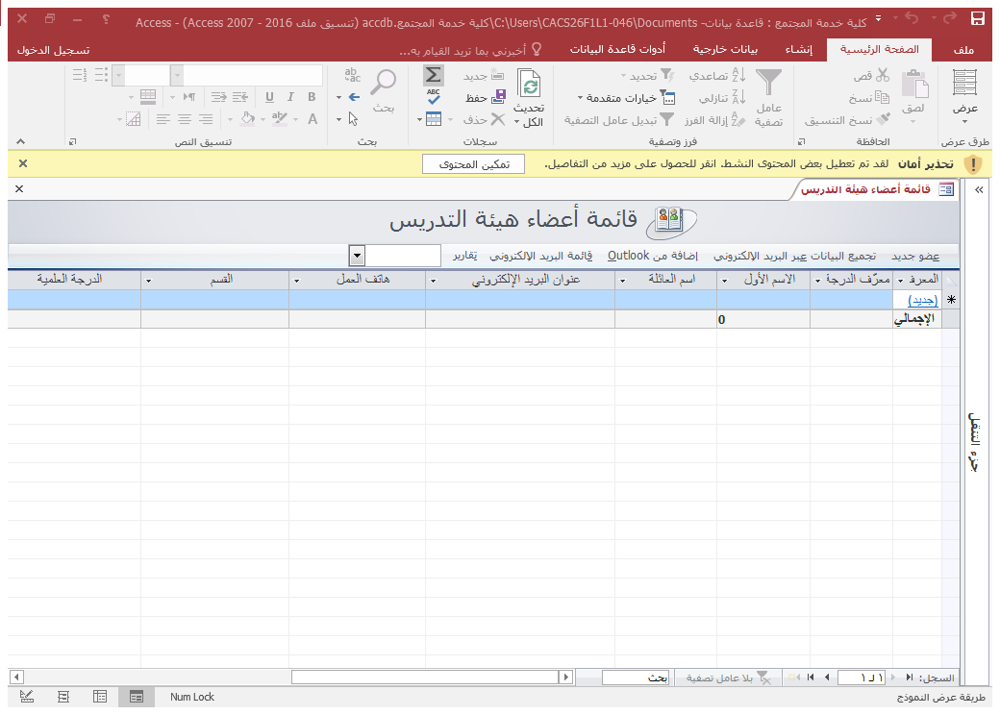 كلية خدمة المجتمع : قاعدة بيانات- C:\Users\CACS26F1L1-046\Documents\كلية خدمة المجتمع.accdb (تنسيق ملف Access 2007 - 2016) - Access
ملف الصفحة الرئيسية إنشاء بيانات خارجية أدوات قاعدة البيانات أخبرني بما تريد القيام به... تسجيل الدخول
قص تصاعدي تحديد جديد
نسخ تنازلي خيارات متقدمة حفظ
نسخ التنسيق إزالة الفرز تبديل عامل التصفية حذف
عرض لصق عامل تصفية تحديث الكل بحث
طرق عرض الحافظة فرز وتصفية سجلات بحث تنسيق النص
تحذير أمان لقد تم تعطيل بعض المحتوى النشط. انقر للحصول على مزيد من التفاصيل. تمكين المحتوى
قائمة أعضاء هيئة التدريس
قائمة أعضاء هيئة التدريس
عضو جديد تجميع البيانات عبر البريد الإلكتروني إضافة من Outlook قائمة البريد الإلكتروني تقارير
المعرف معرّف الدرجة الاسم الأول اسم العائلة عنوان البريد الإلكتروني هاتف العمل القسم الدرجة العلمية
(جديد)
الإجمالي 0
جزء التنقل
السجل: ١ لـ ١ بلا عامل تصفية بحث
طريقة عرض النموذج Num Lock